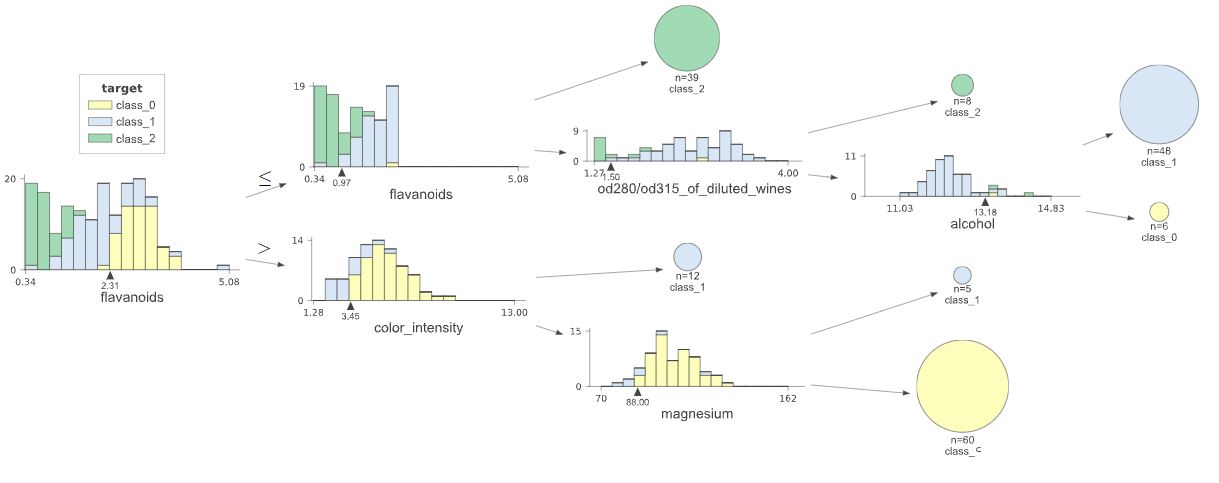 target
class_0
class_1
class_2
20
0
0.34
2.31
5.08
flavanoids
≤
>
19
0
0.34
0.97
5.08
flavanoids
14
0
1.28
3.45
13.00
color_intensity
n=39
class_2
9
0
1.27
1.50
4.00
od280/od315_of_diluted_wines
n=12
class_1
15
0
70
88.00
162
magnesium
n=8
class_2
11
0
11.03
13.18
14.83
alcohol
n=5
class_1
n=60
n=48
class_1
n=6
class_0